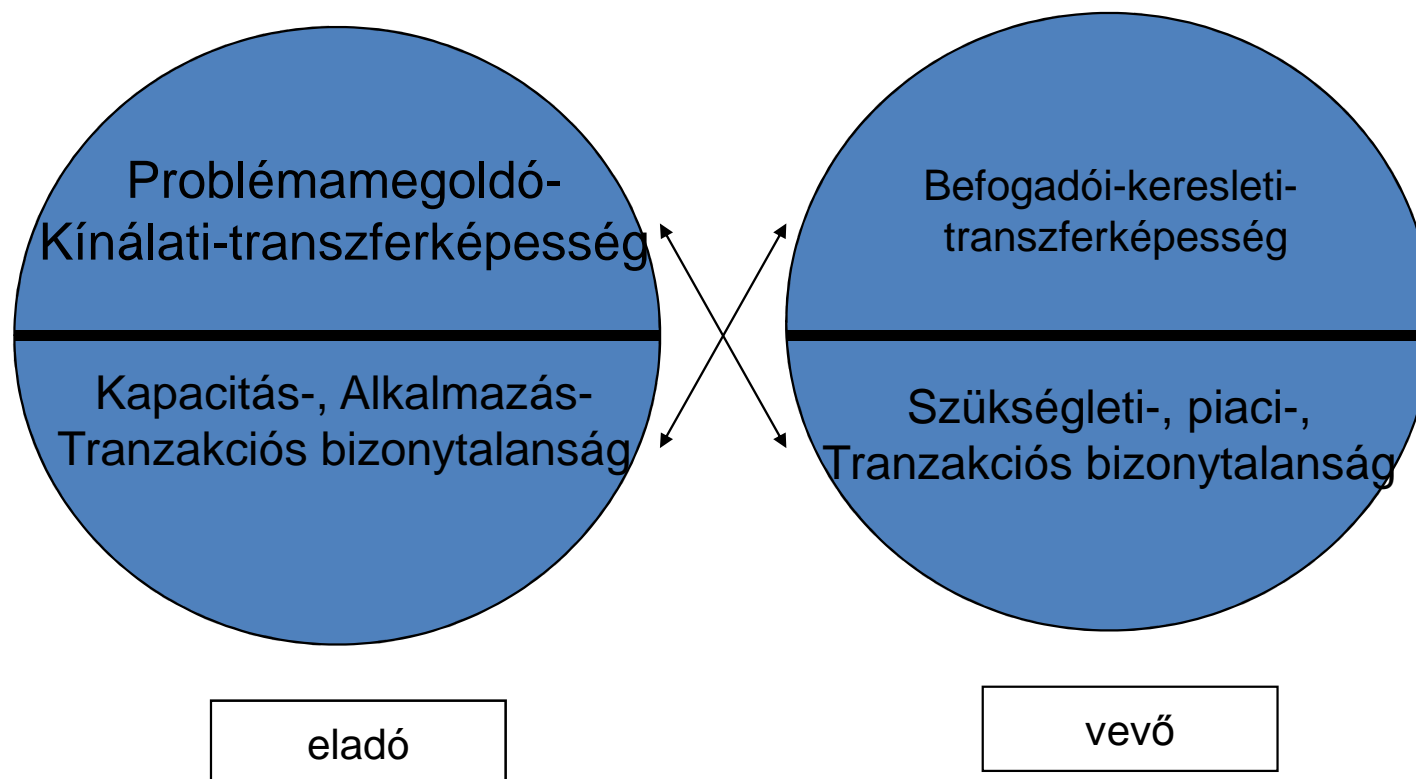 Problémamegoldó-
Kínálati-transzferképesség
Kapacitás-, Alkalmazás-
Tranzakciós bizonytalanság
eladó
Befogadói-keresleti-
transzferképesség
Szükségleti-, piaci-,
Tranzakciós bizonytalanság
vevő